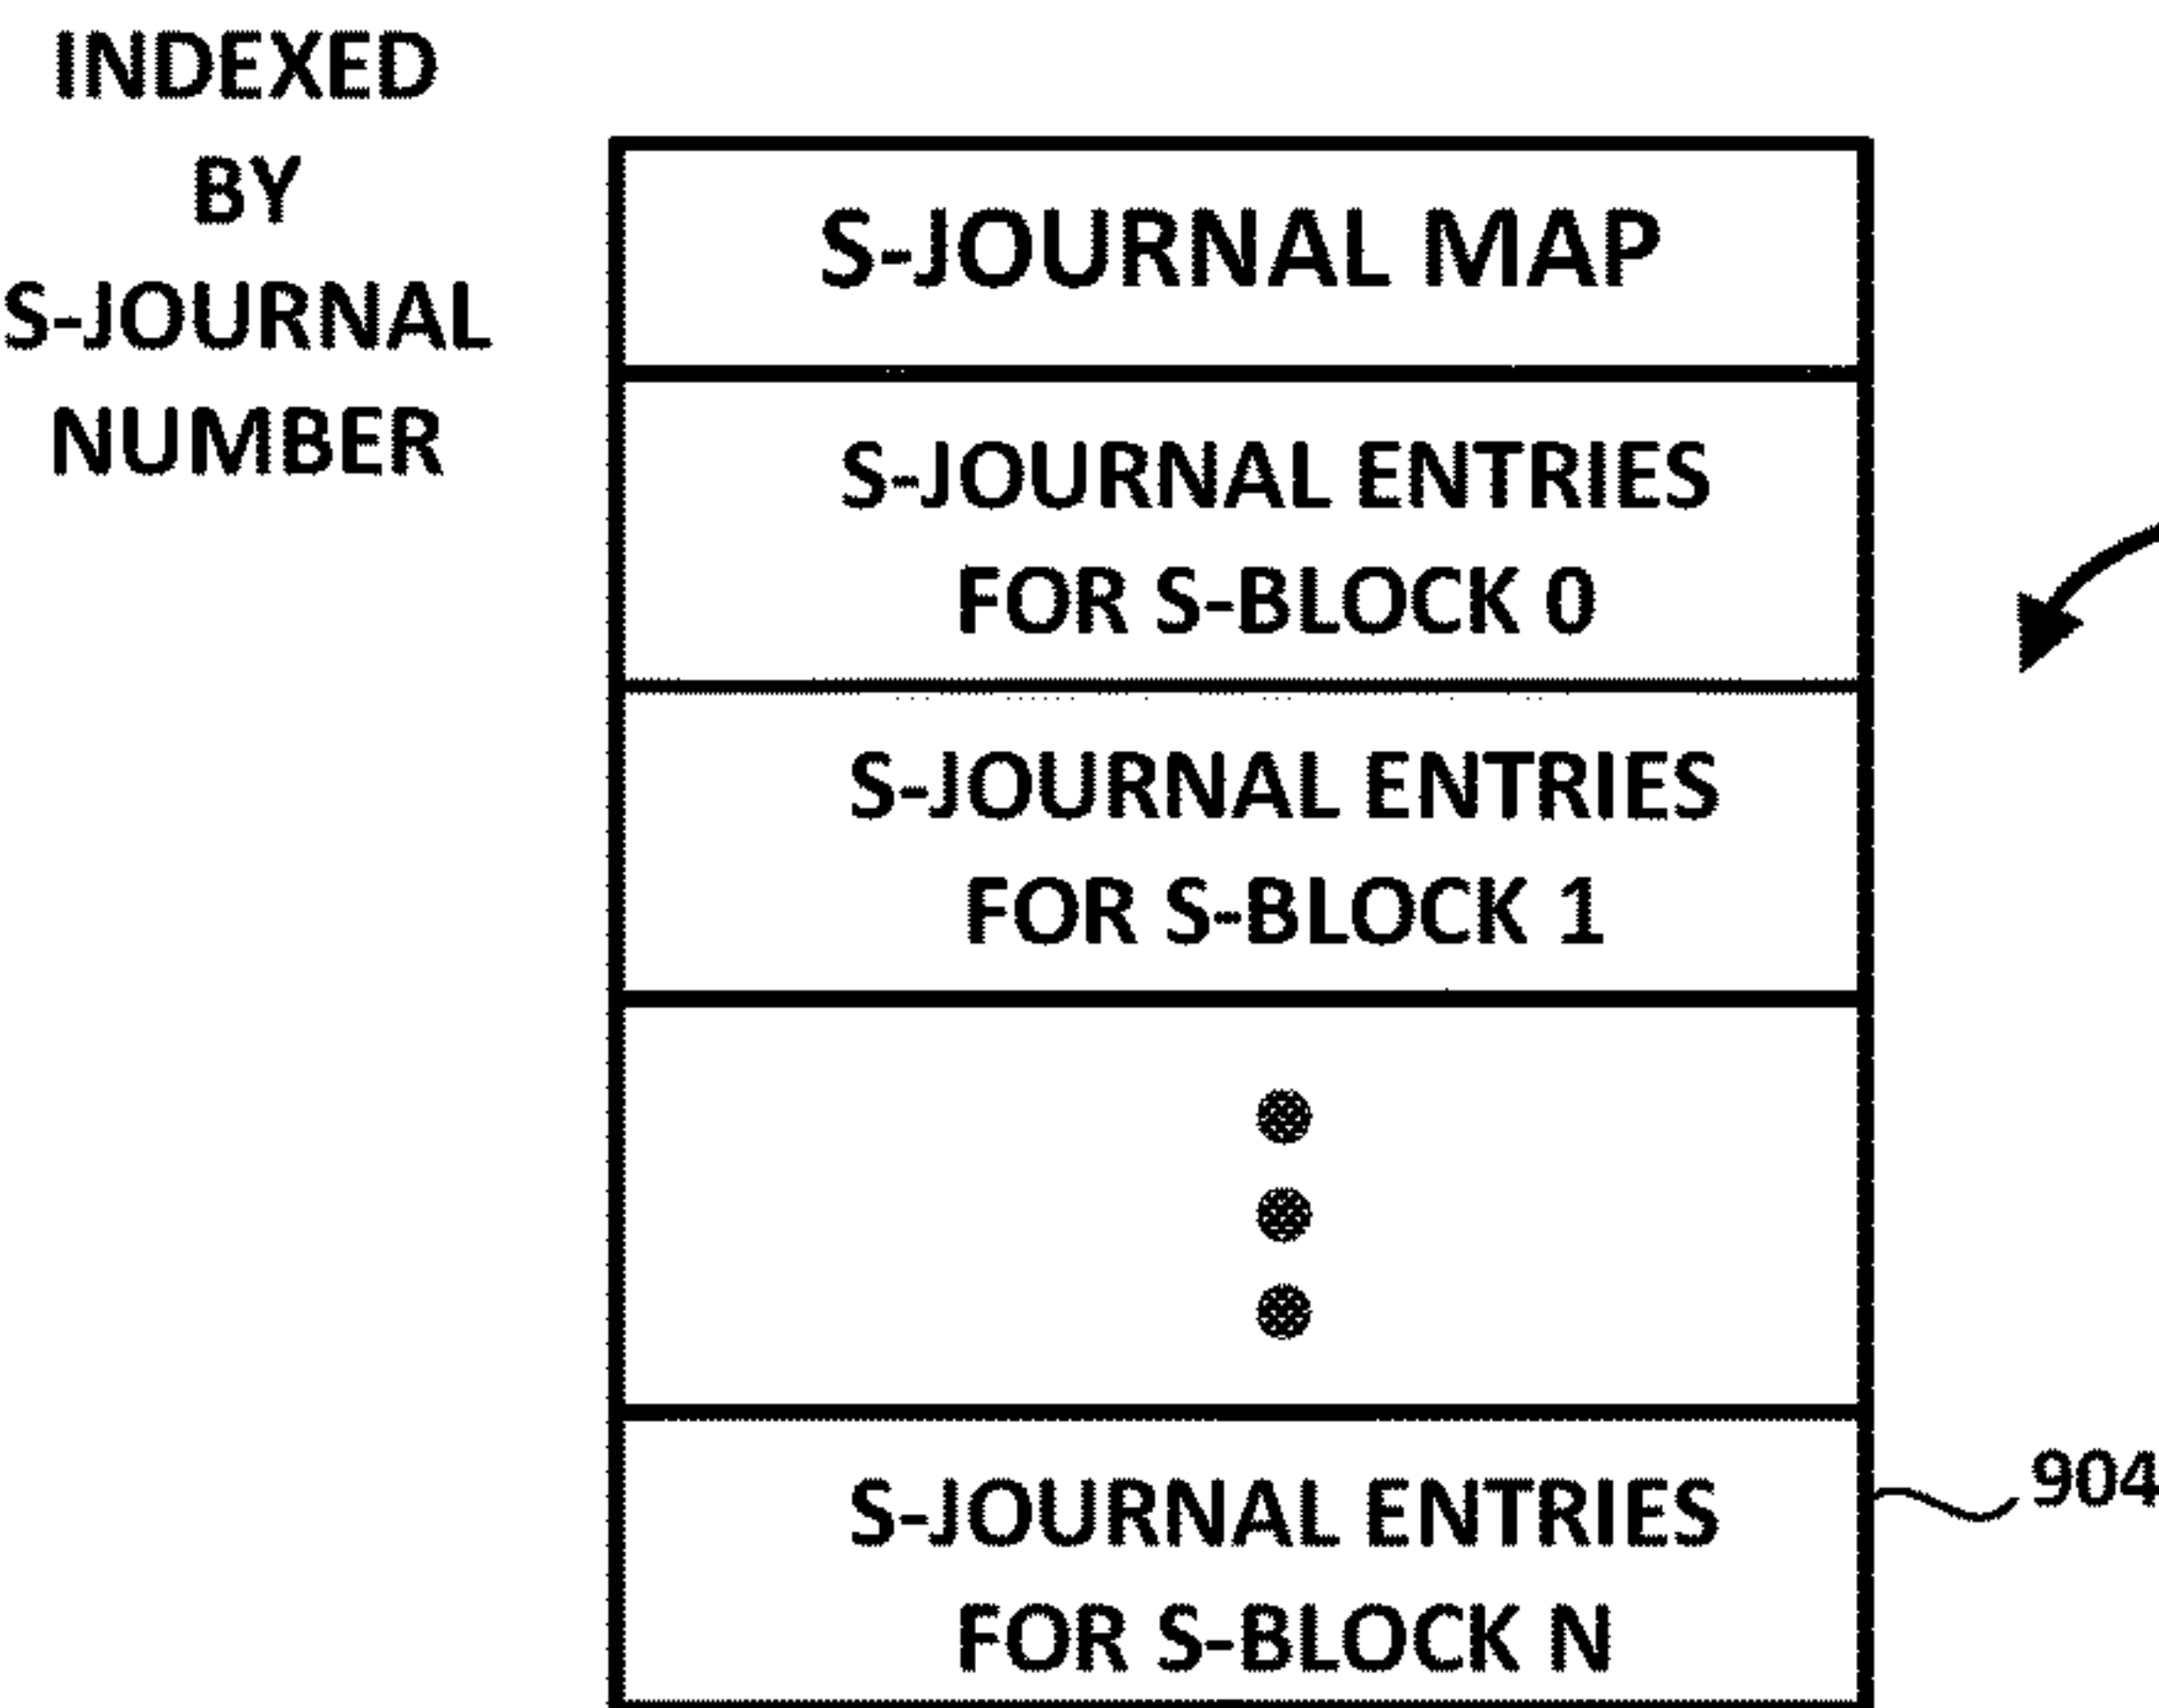 INDEXED
BY
S-JOURNAL
NUMBER
S-JOURNAL MAP
S-JOURNAL ENTRIES
FOR S-BLOCK 0
S-JOURNAL ENTRIES
FOR S-BLOCK 1
S-JOURNAL ENTRIES
FOR S-BLOCK N
904